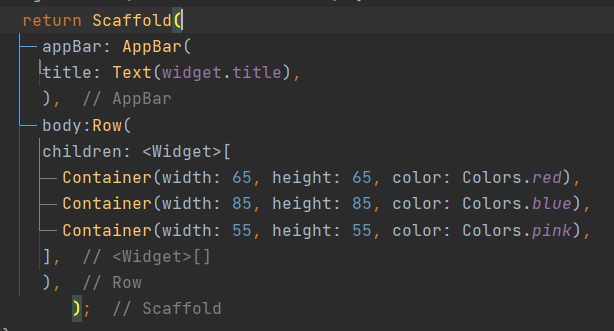 return Scaffold(
appBar: AppBar(
title: Text(widget.title),
),  // AppBar
body:Row(
children: <Widget>[
Container(width: 65, height: 65, color: Colors.red),
Container(width: 85, height: 85, color: Colors.blue),
Container(width: 55, height: 55, color: Colors.pink),
],  // <Widget>[]
),  // Row
);  // Scaffold